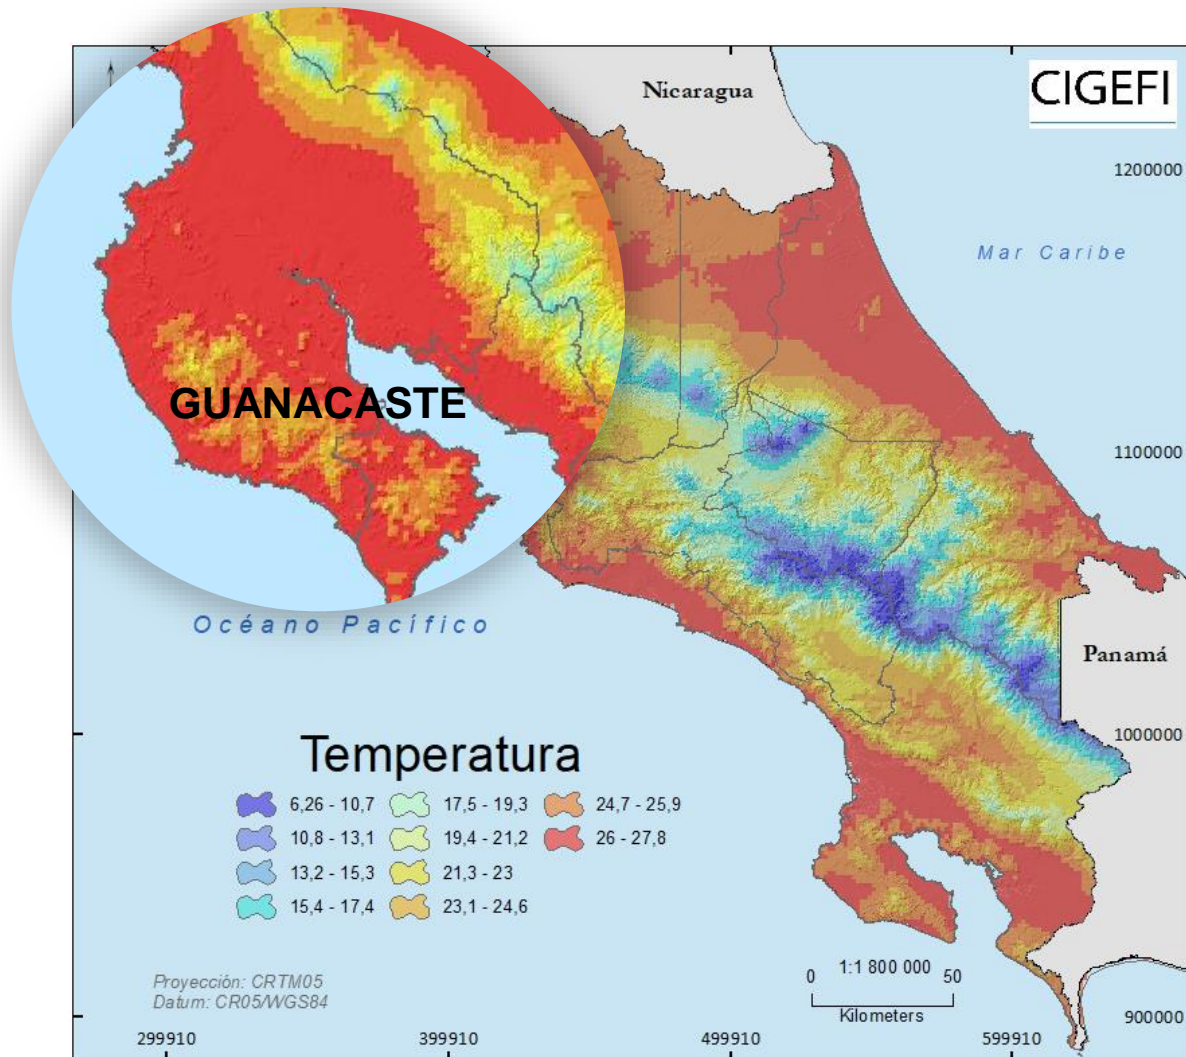 Nicaragua
CIGEFI
1200000
Mar Caribe
GUANACASTE
1100000
Océano Pacífico
Panamá
1000000
Temperatura
6,26 - 10,7
17,5 - 19,3
24,7 - 25,9
10,8 - 13,1
19,4 - 21,2
26 - 27,8
13,2 - 15,3
21,3 - 23
15,4 - 17,4
23,1 - 24,6
Proyección: CRTM05
Datum: CR05/WGS84
0 1:1 800 000 50
Kilometers
900000
299910
399910
499910
599910